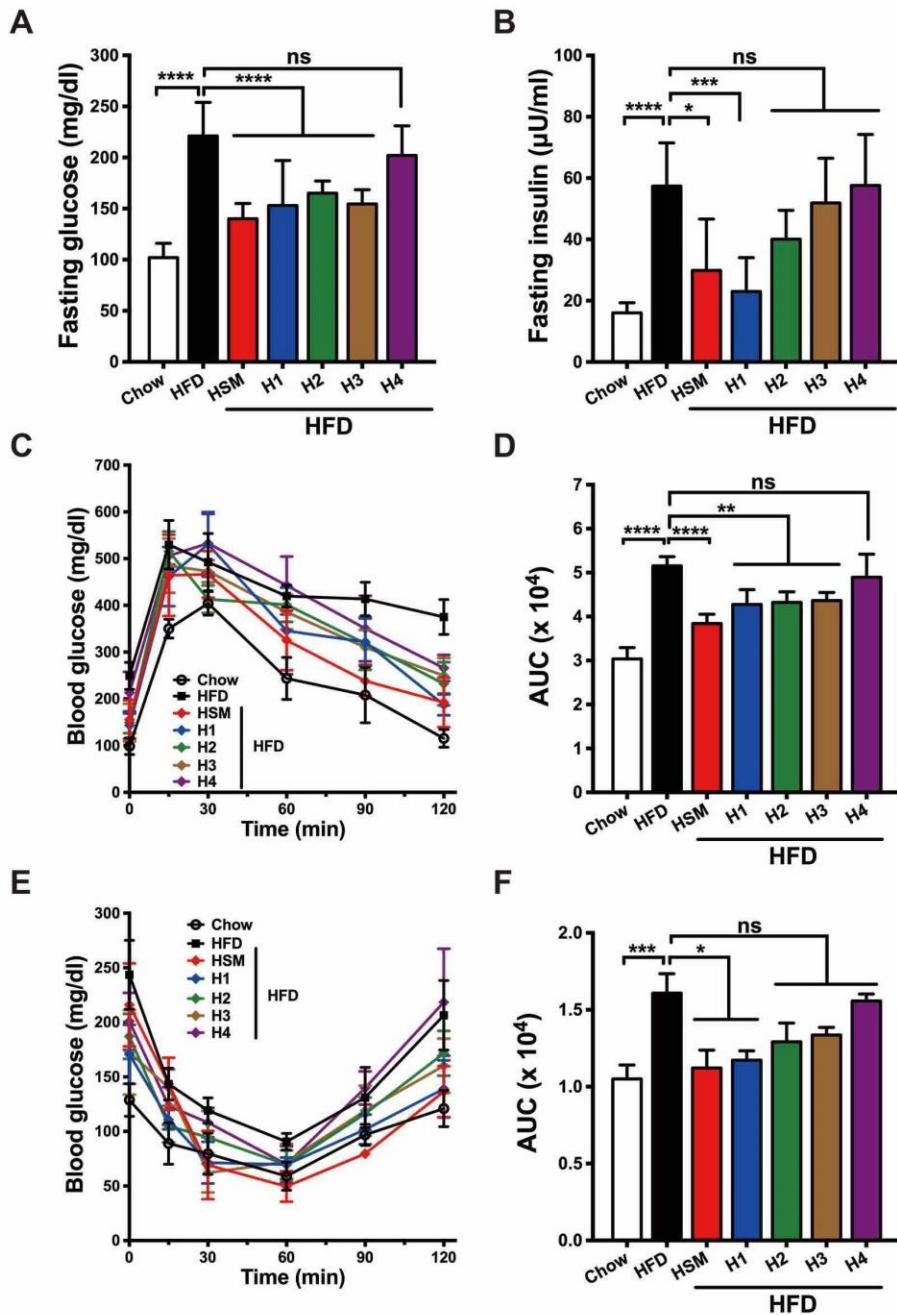 A
Fasting glucose (mg/dl)
300
250
200
150
100
50
0
ns
**** ****
Chow HFD HSM H1 H2 H3 H4
HFD
B
Fasting insulin (µU/ml)
100
80
60
40
20
0
ns
***
**** *
Chow HFD HSM H1 H2 H3 H4
HFD
C
Blood glucose (mg/dl)
700
600
500
400
300
200
100
0
Chow
HFD
HSM
H1
H2
H3
H4
HFD
0 30 60 90 120
Time (min)
D
AUC (x 10⁴)
7
6
5
4
3
2
1
0
ns
**
**** ****
Chow HFD HSM H1 H2 H3 H4
HFD
E
Blood glucose (mg/dl)
300
250
200
150
100
50
0
Chow
HFD
HSM
H1
H2
H3
H4
HFD
0 30 60 90 120
Time (min)
F
AUC (x 10⁴)
2.0
1.5
1.0
0.5
0.0
ns
*** *
Chow HFD HSM H1 H2 H3 H4
HFD